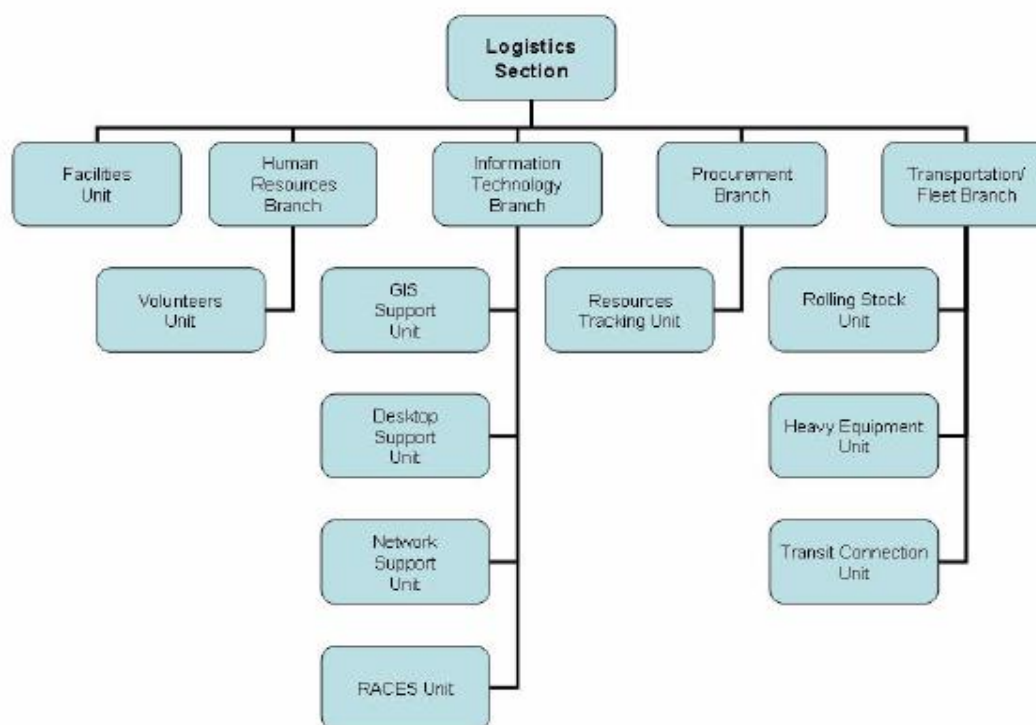 Logistics
Section
Facilities
Unit
Human
Resources
Branch
Information
Technology
Branch
Procurement
Branch
Transportation/
Fleet Branch
Volunteers
Unit
GIS
Support
Unit
Resources
Tracking Unit
Rolling Stock
Unit
Desktop
Support
Unit
Heavy Equipment
Unit
Network
Support
Unit
Transit Connection
Unit
RACES Unit